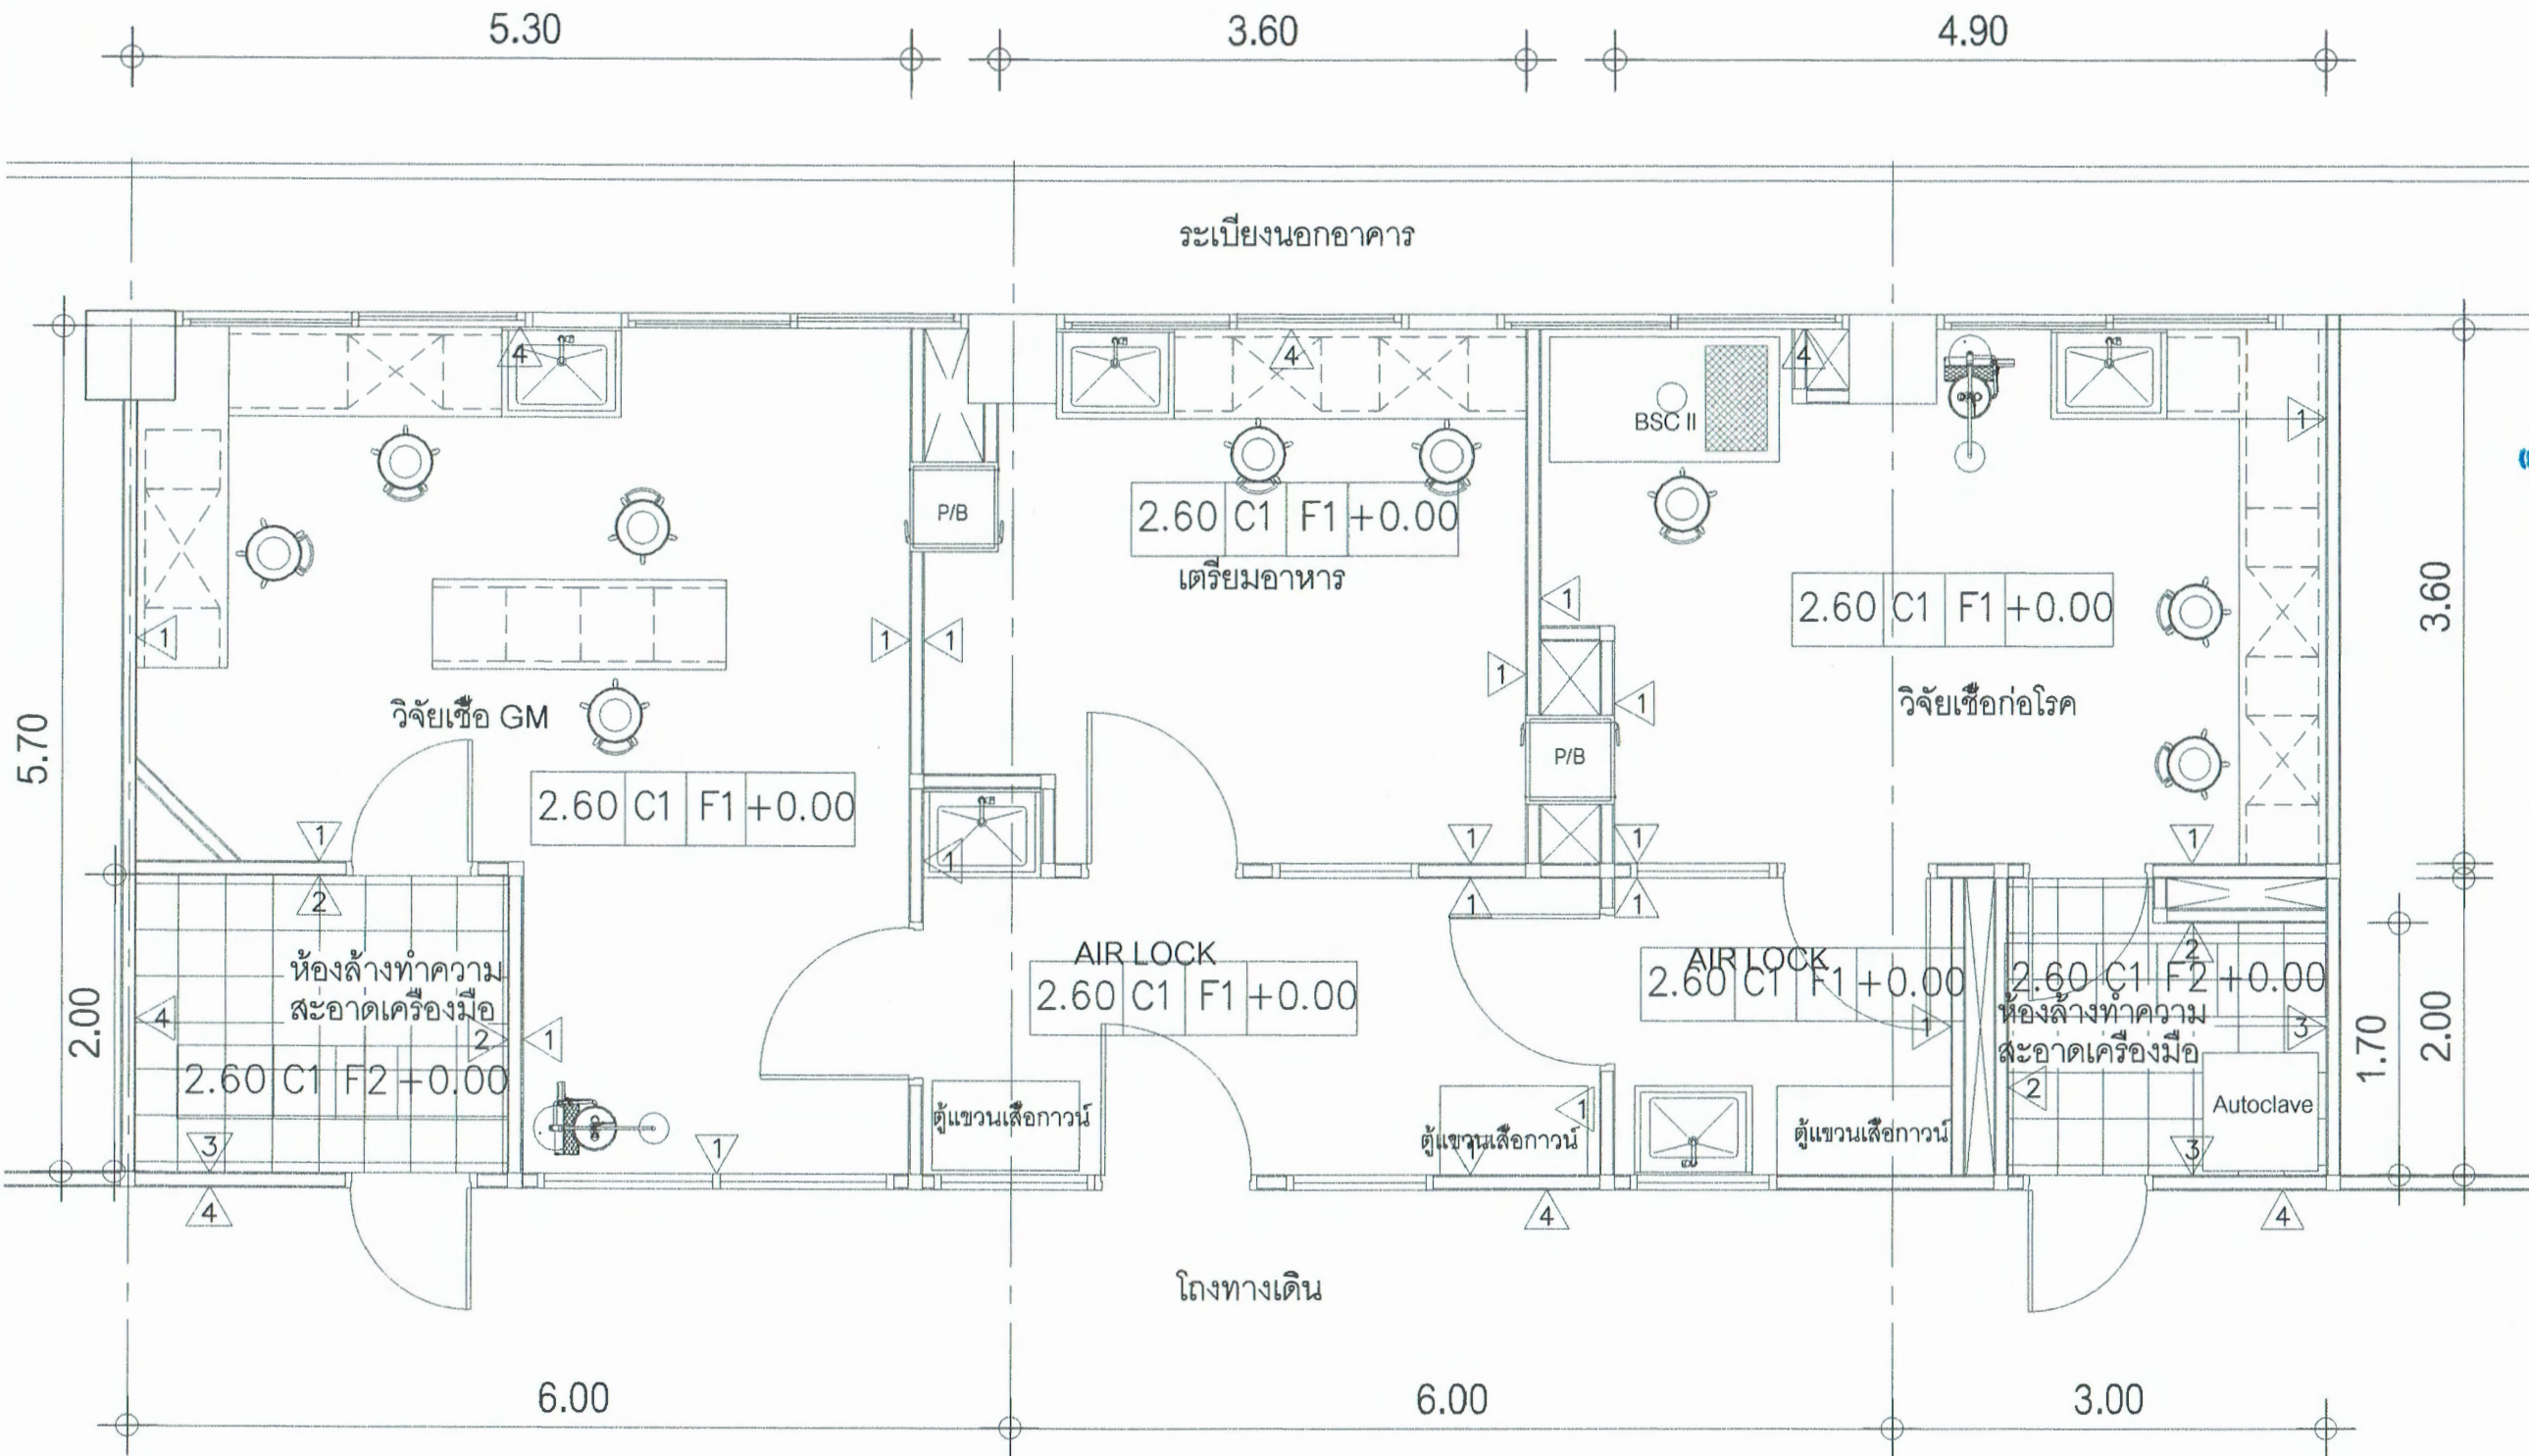 5.30
3.60
4.90
ระเบียงนอกอาคาร
4
4
4
BSC II
1
P/B
2.60 C1 F1 +0.00
เตรียมอาหาร
1
2.60 C1 F1 +0.00
3.60
1
1
1
1
1
วิจัยเชื้อ GM
วิจัยเชื้อก่อโรค
5.70
P/B
2.60 C1 F1 +0.00
1
1
1
1
1
2
1
1
AIR LOCK
2.60 C1 F1 +0.00
AIR LOCK
2.60 C1 F1 +0.00
2
2.60 C1 F2 +0.00
ห้องล้างทำความ
สะอาดเครื่องมือ
ห้องล้างทำความ
สะอาดเครื่องมือ
4
2
1
1
3
2.00
2.60 C1 F2 +0.00
2
1.70
2.00
Autoclave
ตู้แขวนเสื้อกาวน์
1
ตู้แขวนเสื้อกาวน์
ตู้แขวนเสื้อกาวน์
3
1
1
3
4
4
4
โถงทางเดิน
6.00
6.00
3.00